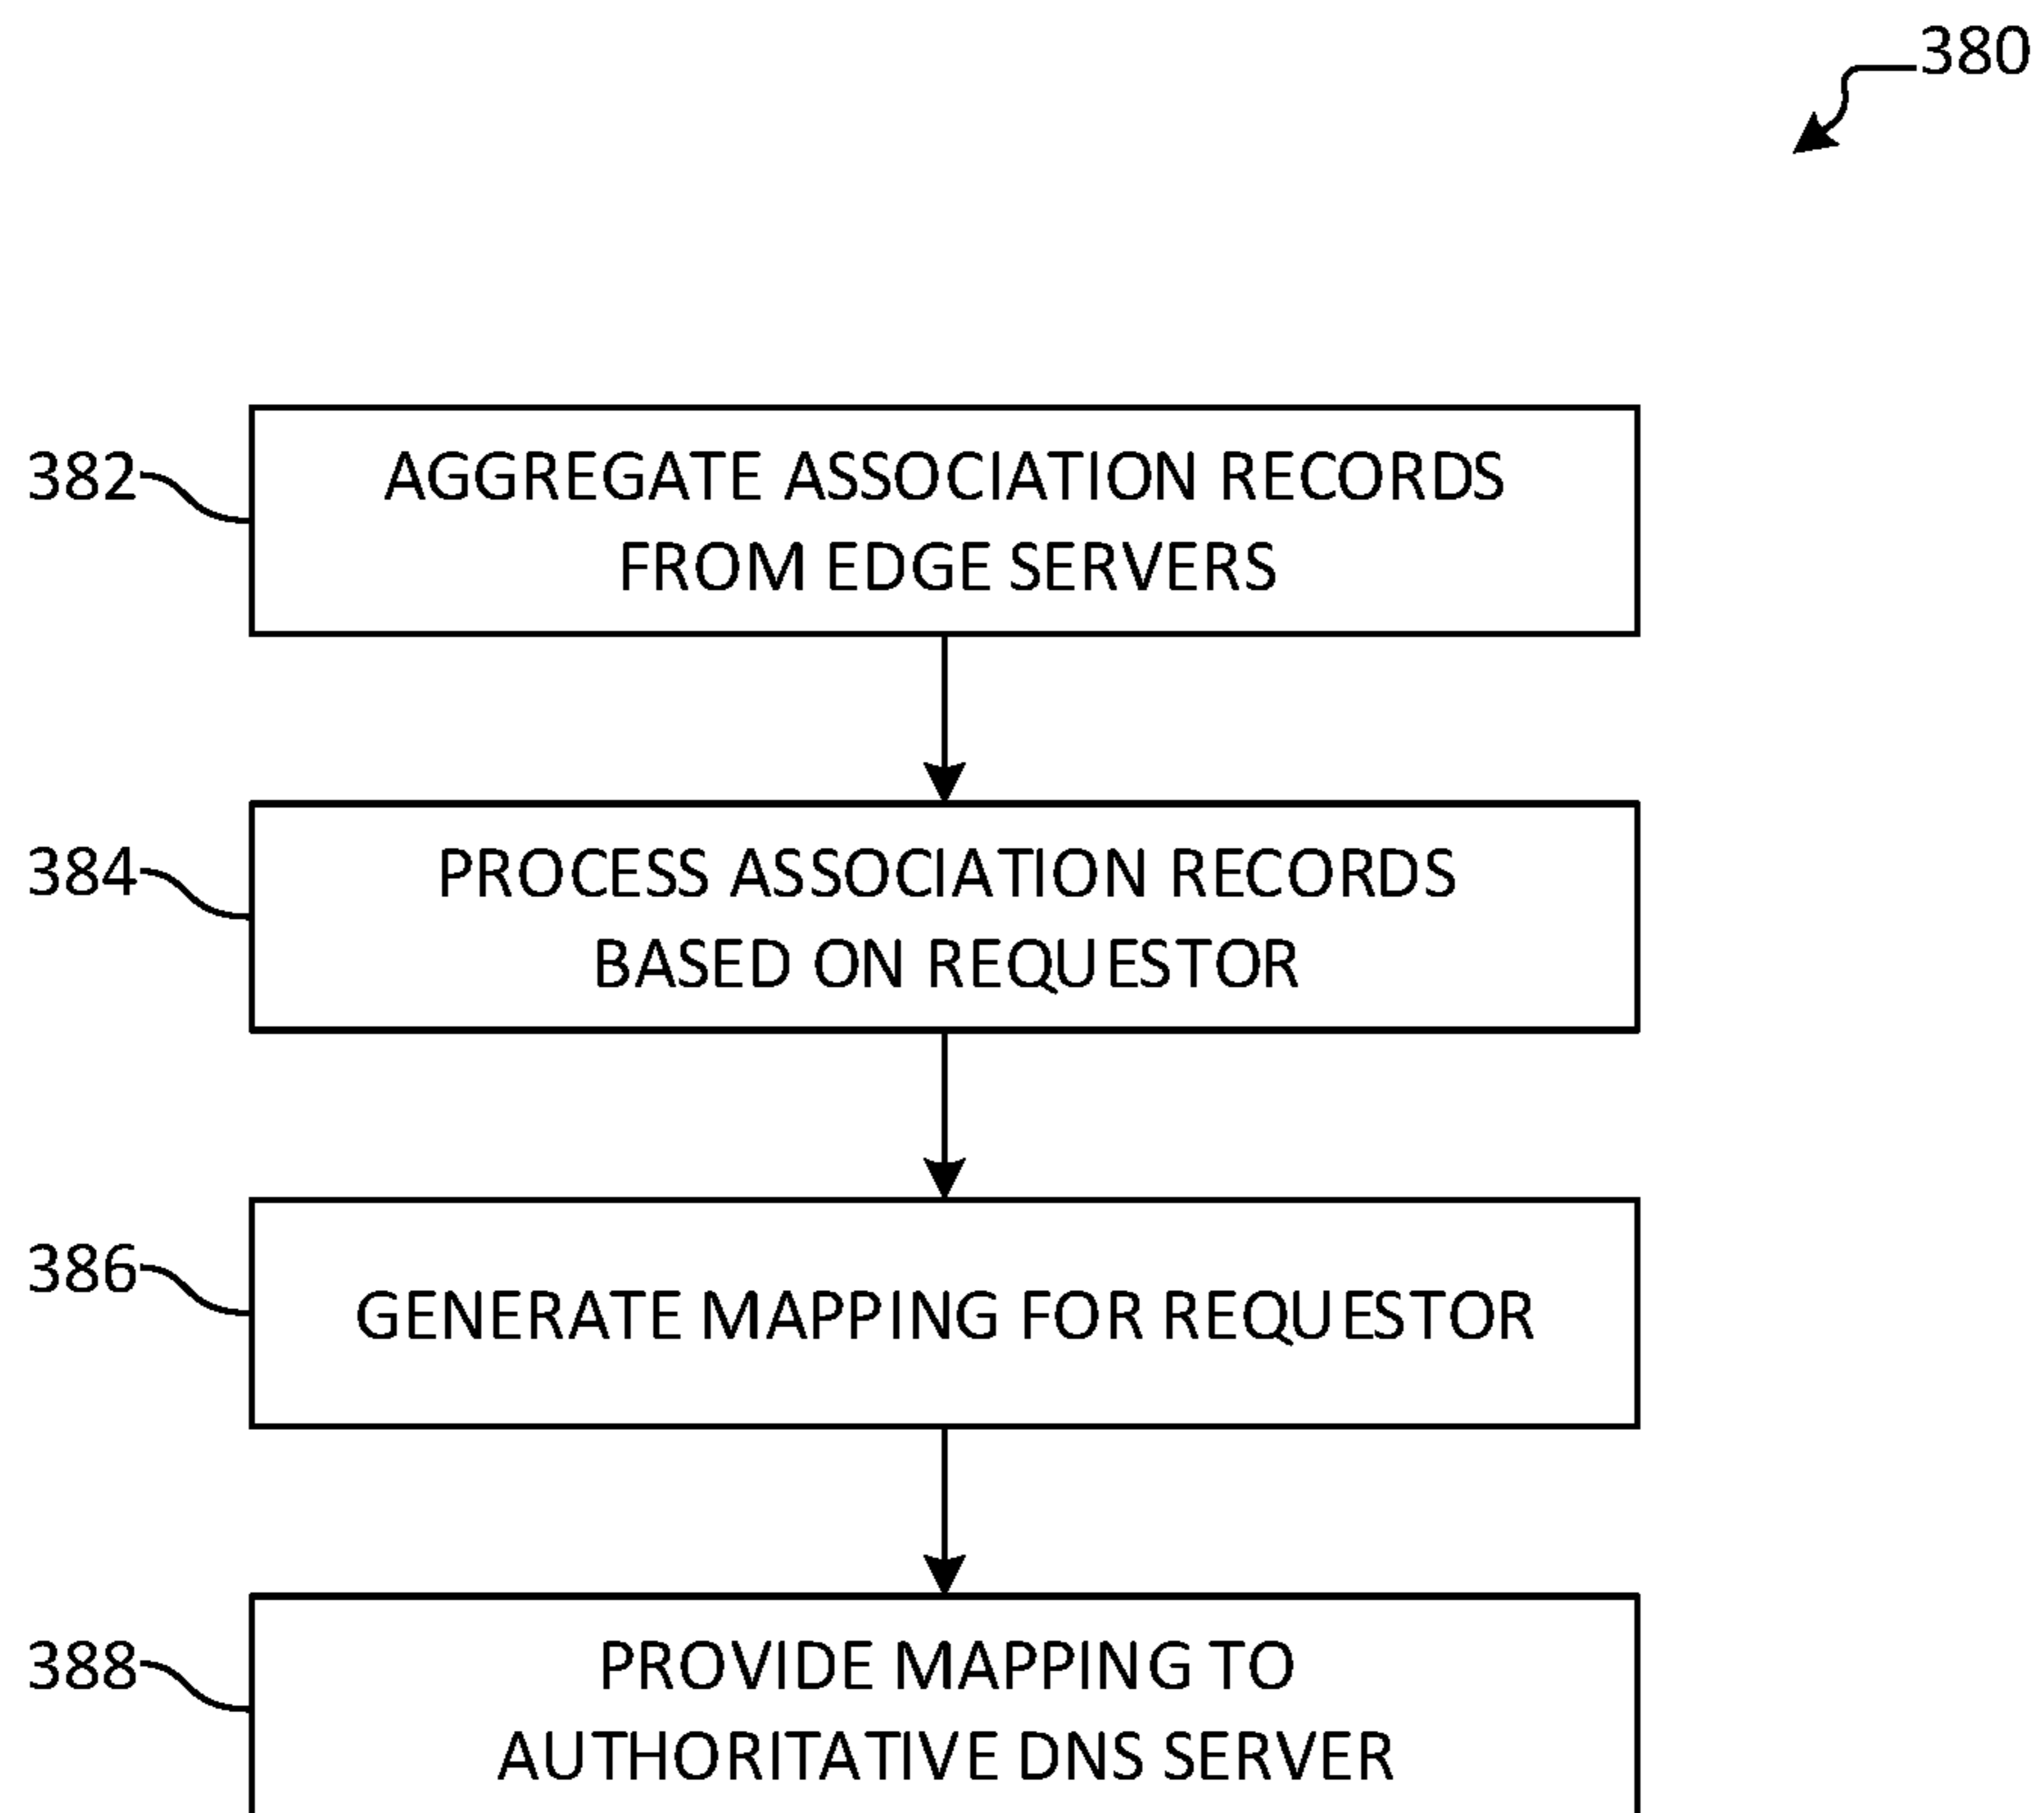 380
382
AGGREGATE ASSOCIATION RECORDS
FROM EDGE SERVERS
384
PROCESS ASSOCIATION RECORDS
BASED ON REQUESTOR
386
GENERATE MAPPING FOR REQUESTOR
388
PROVIDE MAPPING TO
AUTHORITATIVE DNS SERVER